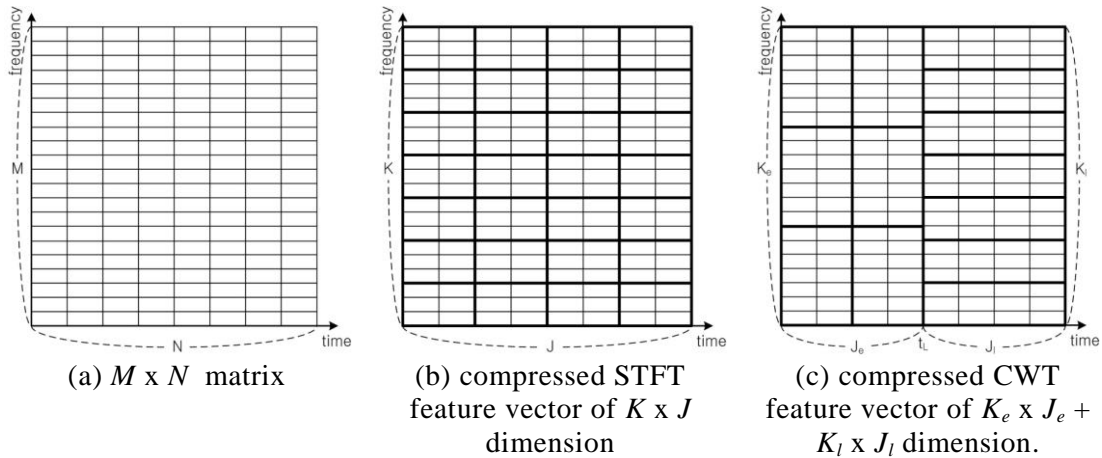 frequency
M
N
time
(a) M x N matrix
frequency
K
J
time
(b) compressed STFT
feature vector of K x J
dimension
frequency
Ke
Kl
Je
tL
Jl
time
(c) compressed CWT
feature vector of Ke x Je +
Kl x Jl dimension.